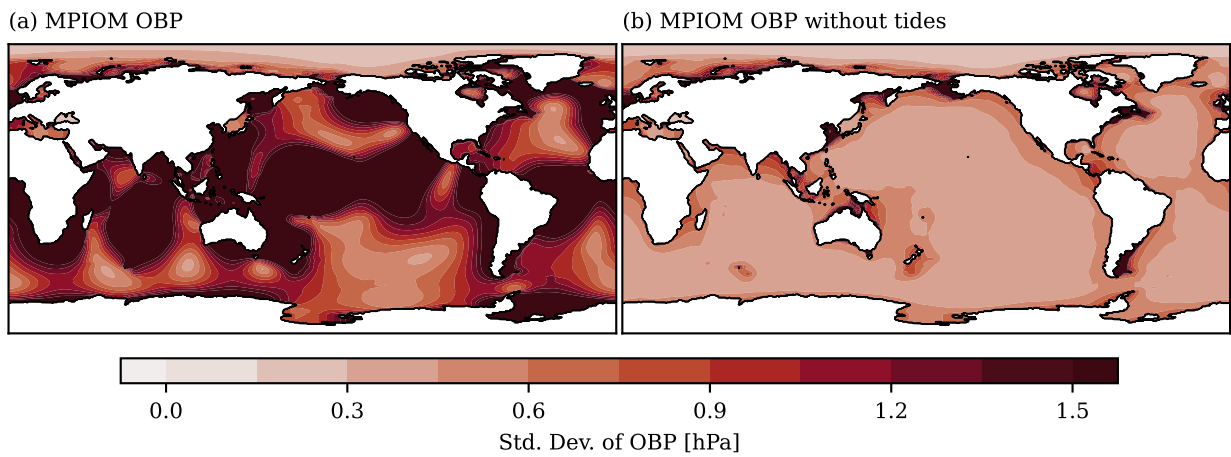 (a) MPIOM OBP
(b) MPIOM OBP without tides
0.0 0.3 0.6 0.9 1.2 1.5
Std. Dev. of OBP [hPa]